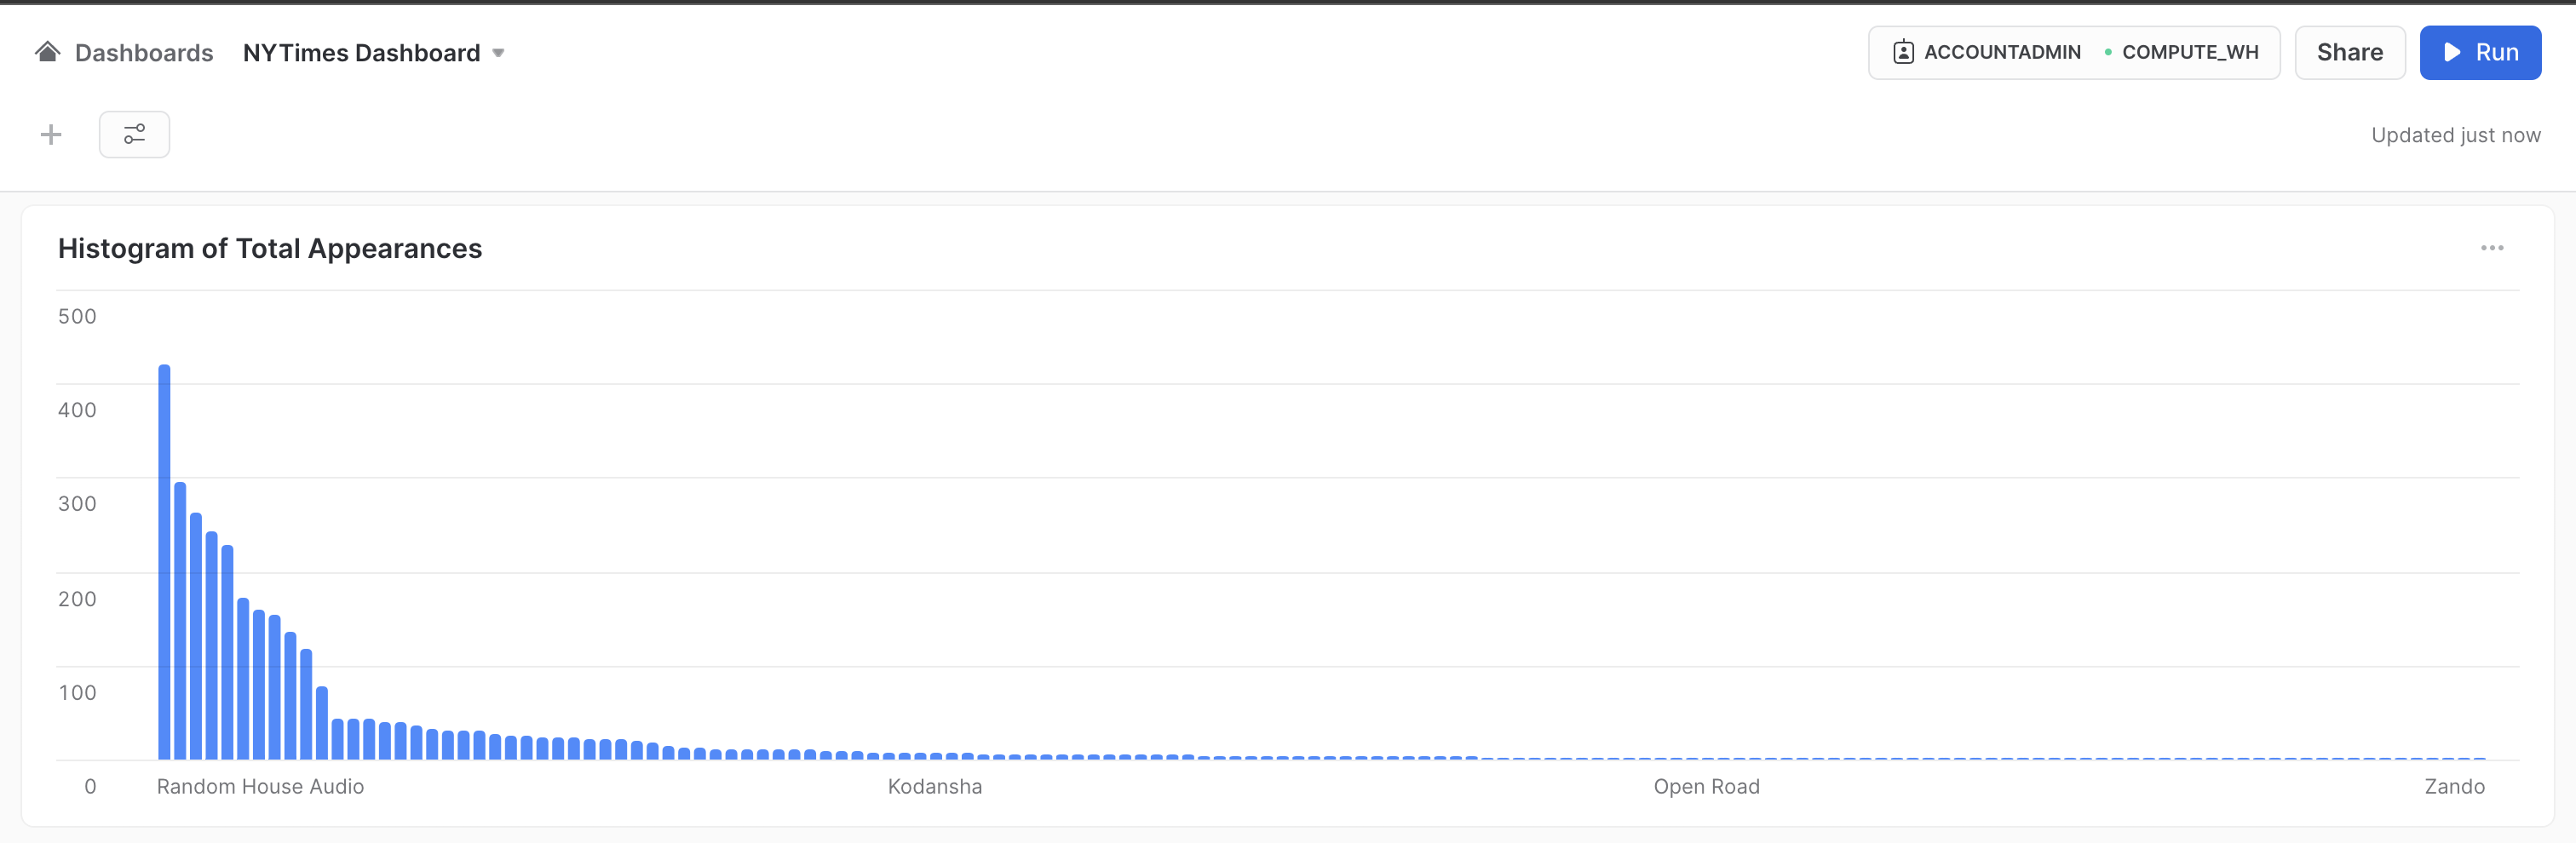 Dashboards NYTimes Dashboard ACCOUNTADMIN COMPUTE_WH Share Run
Updated just now
Histogram of Total Appearances
500
400
300
200
100
0 Random House Audio Kodansha Open Road Zando